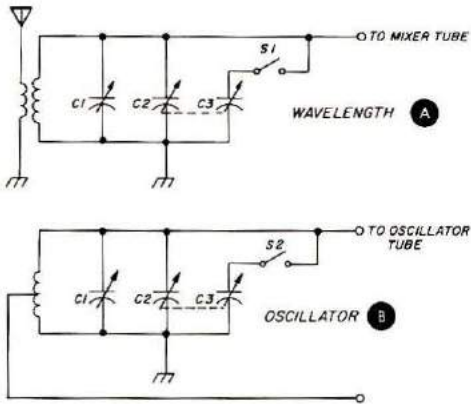 TO MIXER TUBE
S1
C1 C2 C3
WAVELENGTH A
TO OSCILLATOR
TUBE
S2
C1 C2 C3
OSCILLATOR B